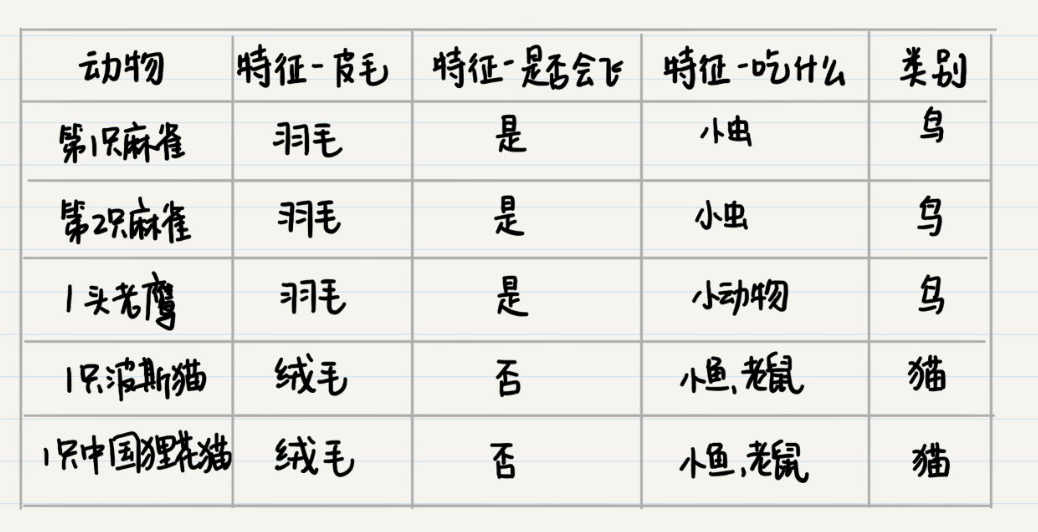 动物 特征-皮毛 特征-是否会飞 特征-吃什么 类别
第1只麻雀 羽毛 是 小虫 鸟
第2只麻雀 羽毛 是 小虫 鸟
1头老鹰 羽毛 是 小动物 鸟
1只波斯猫 绒毛 否 小鱼,老鼠 猫
1只中国狸花猫 绒毛 否 小鱼,老鼠 猫